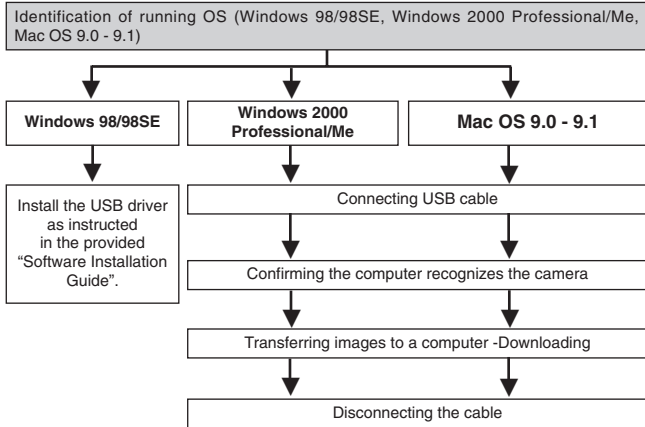 Identification of running OS (Windows 98/98SE, Windows 2000 Professional/Me,
Mac OS 9.0 - 9.1)
Windows 98/98SE
Windows 2000
Professional/Me
Mac OS 9.0 - 9.1
Install the USB driver
as instructed
in the provided
“Software Installation
Guide”.
Connecting USB cable
Confirming the computer recognizes the camera
Transferring images to a computer -Downloading
Disconnecting the cable